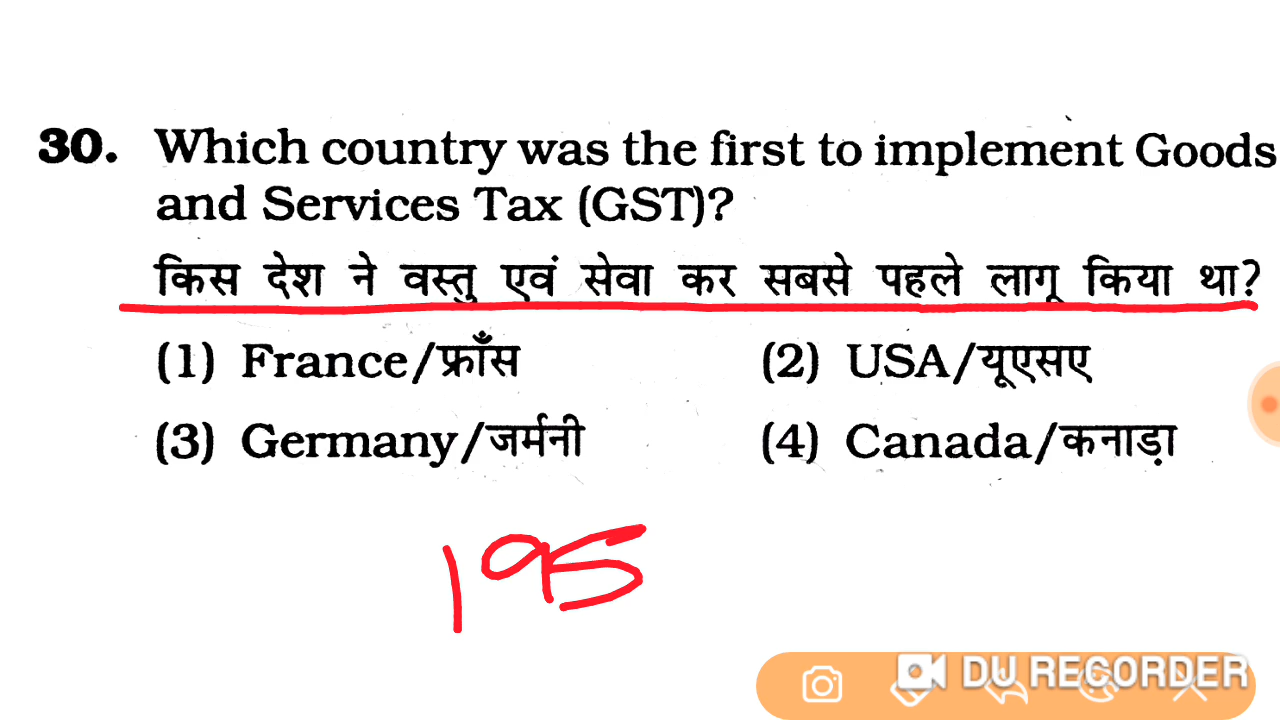 30. Which country was the first to implement Goods
and Services Tax (GST)?
किस देश ने वस्तु एवं सेवा कर सबसे पहले लागू किया था?
(1) France/फ्राँस (2) USA/यूएसए
(3) Germany/जर्मनी (4) Canada/कनाड़ा
195
DU RECORDER